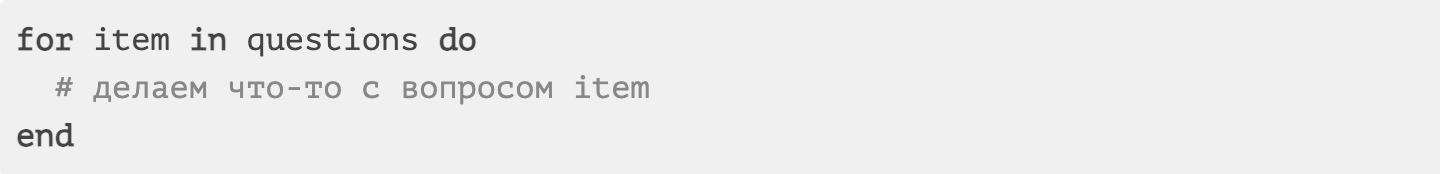 for item in questions do
  # делаем что-то с вопросом item
end